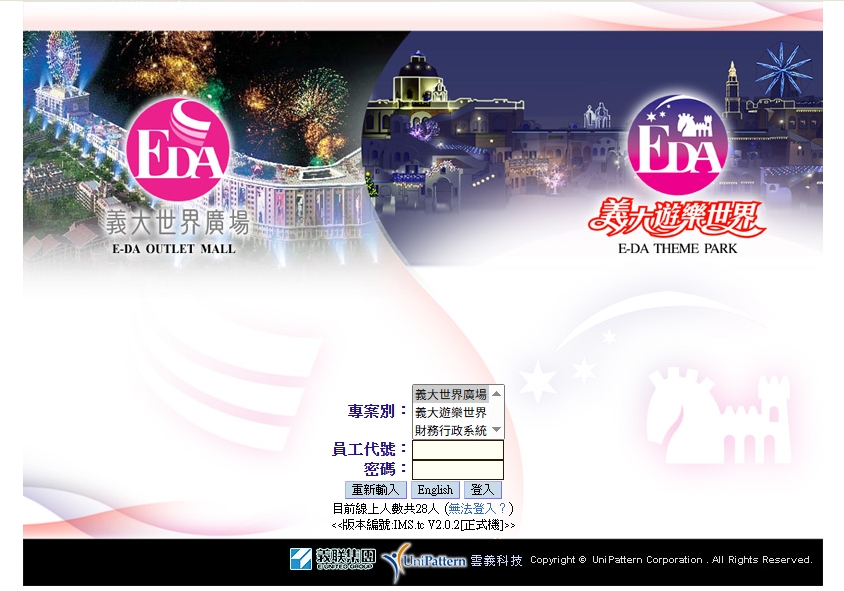 EDA
義大世界廣場
E-DA OUTLET MALL
EDA
義大遊樂世界
E-DA THEME PARK
專案別：
義大世界廣場
義大遊樂世界
財務行政系統
員工代號：
密碼：
重新輸入 English 登入
目前線上人數共28人 (無法登入？)
<<版本編號:IMS.tc V2.0.2[正式機]>>
義联集團 E UNITED GROUP UniPattern 雲義科技 Copyright © UniPattern Corporation . All Rights Reserved.